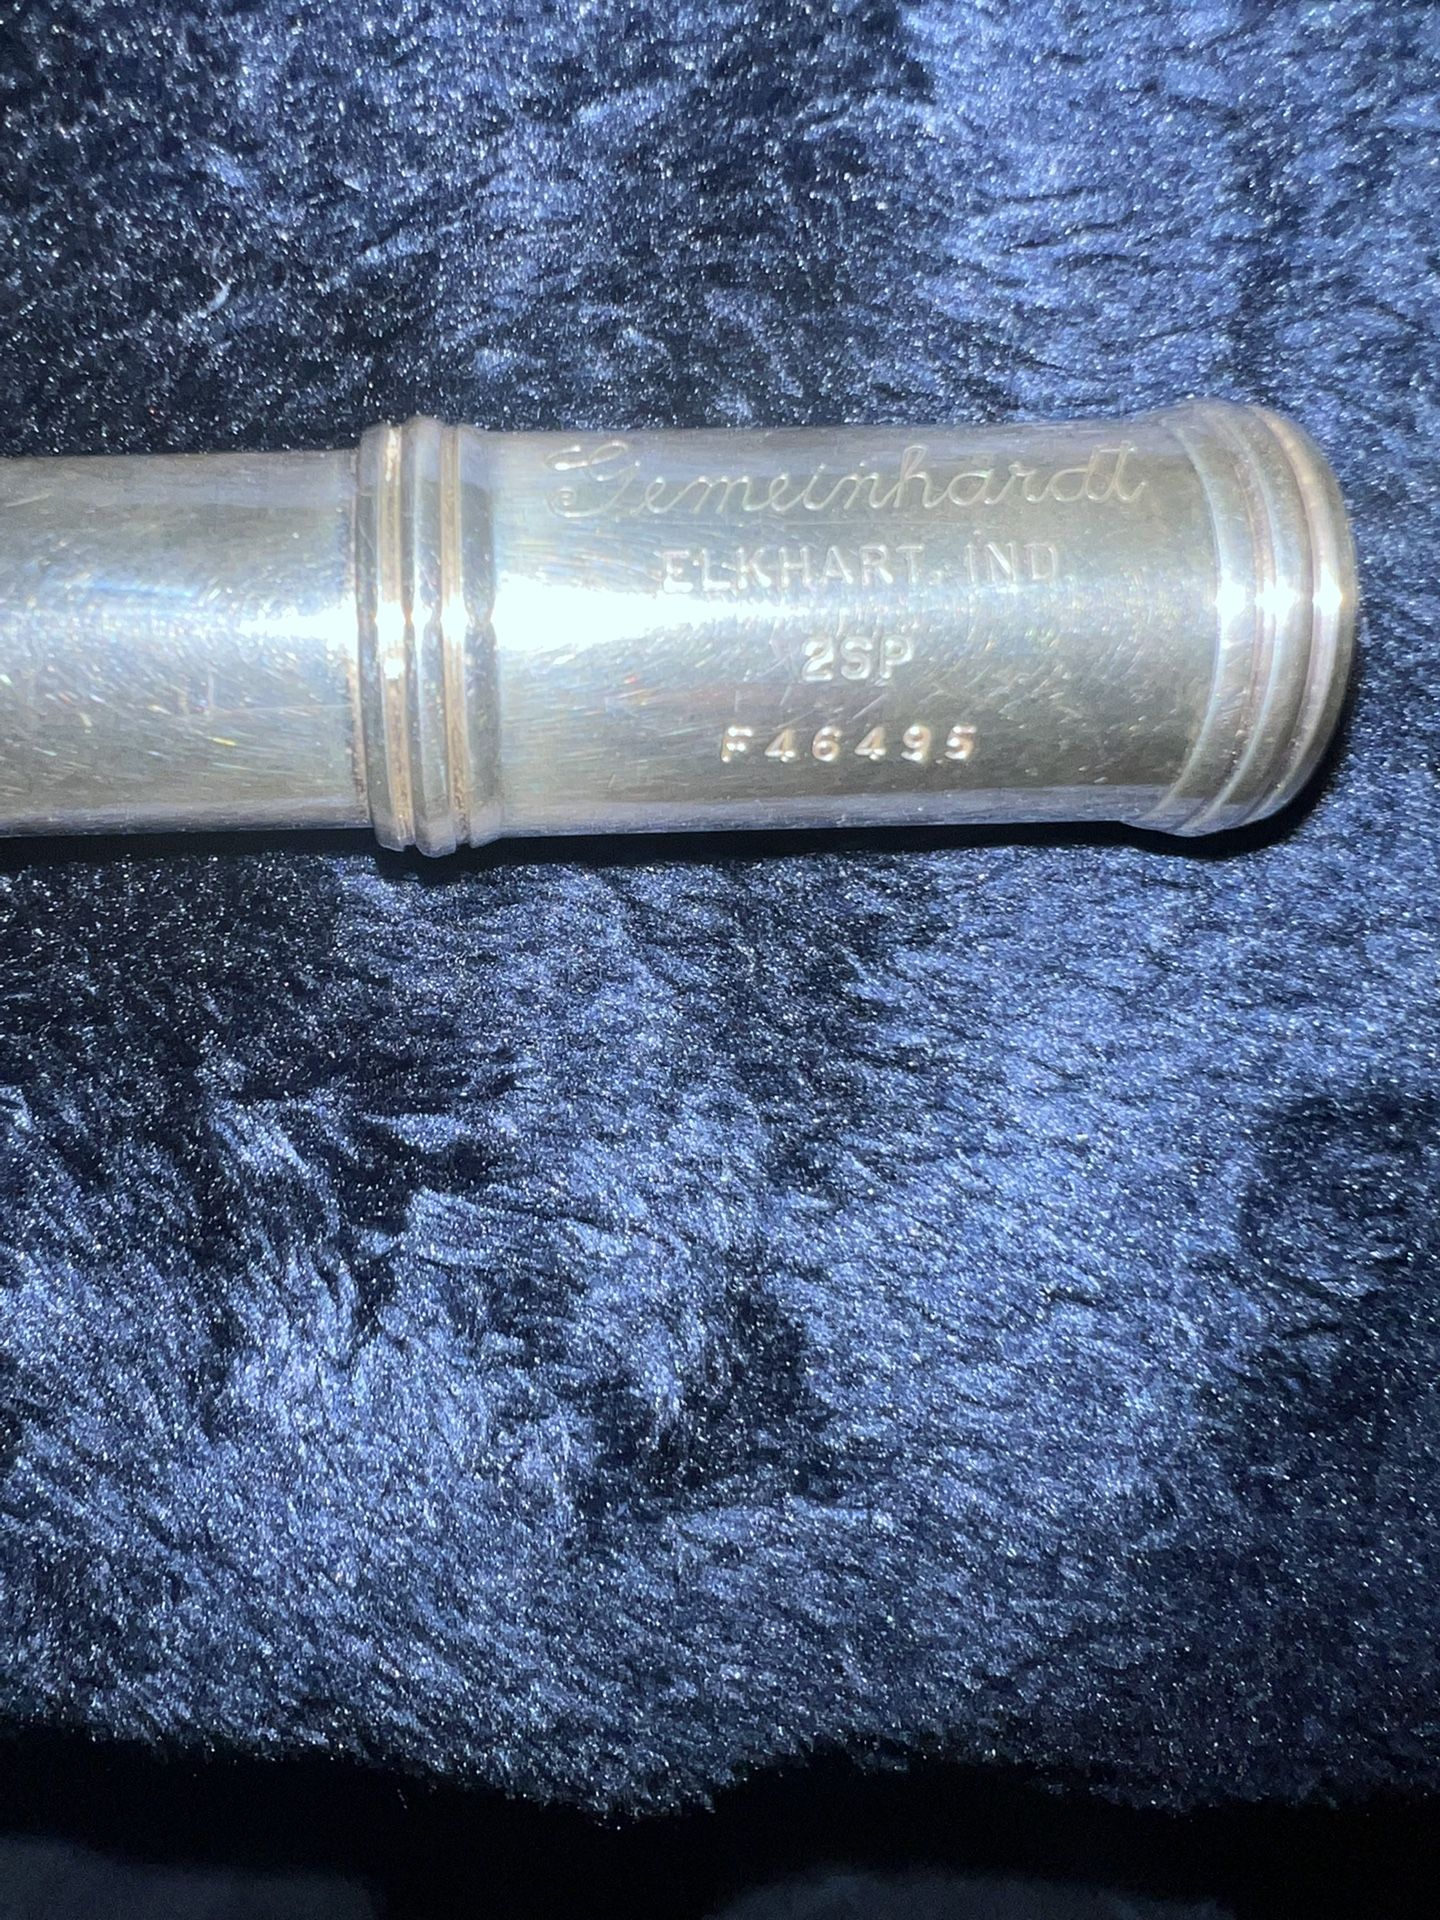 Gemeinhardt
ELKHART, IND
2SP
F46495